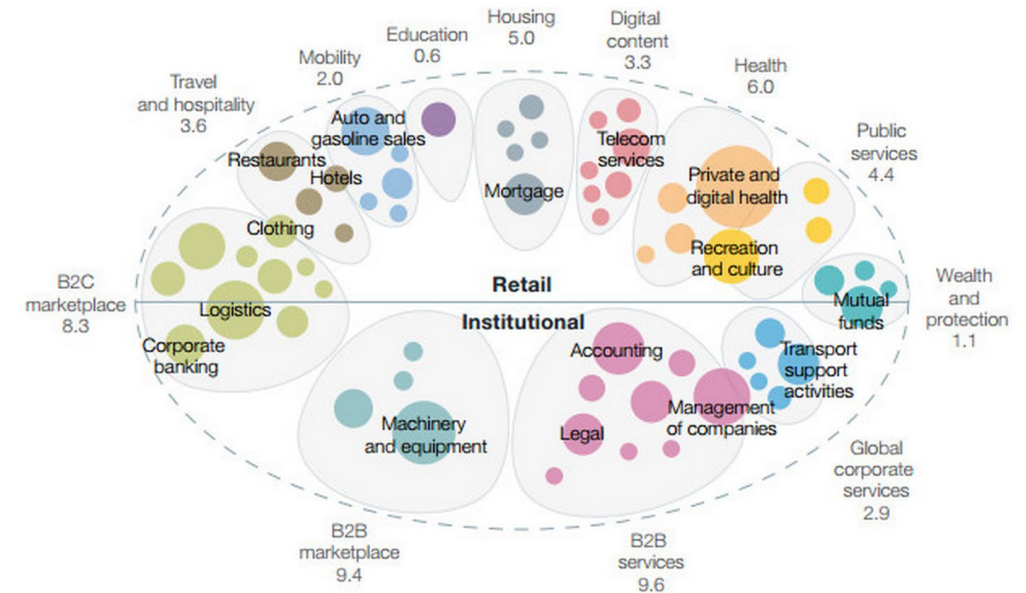 Housing
5.0
Digital
content
3.3
Education
0.6
Mobility
2.0
Health
6.0
Travel
and hospitality
3.6
Public
services
4.4
Auto and
gasoline sales
Restaurants
Hotels
Telecom
services
Mortgage
Private and
digital health
Clothing
Recreation
and culture
B2C
marketplace
8.3
Retail
Wealth
and
protection
1.1
Logistics
Institutional
Mutual
funds
Corporate
banking
Accounting
Transport
support
activities
Machinery
and equipment
Legal
Management
of companies
Global
corporate
services
2.9
B2B
marketplace
9.4
B2B
services
9.6